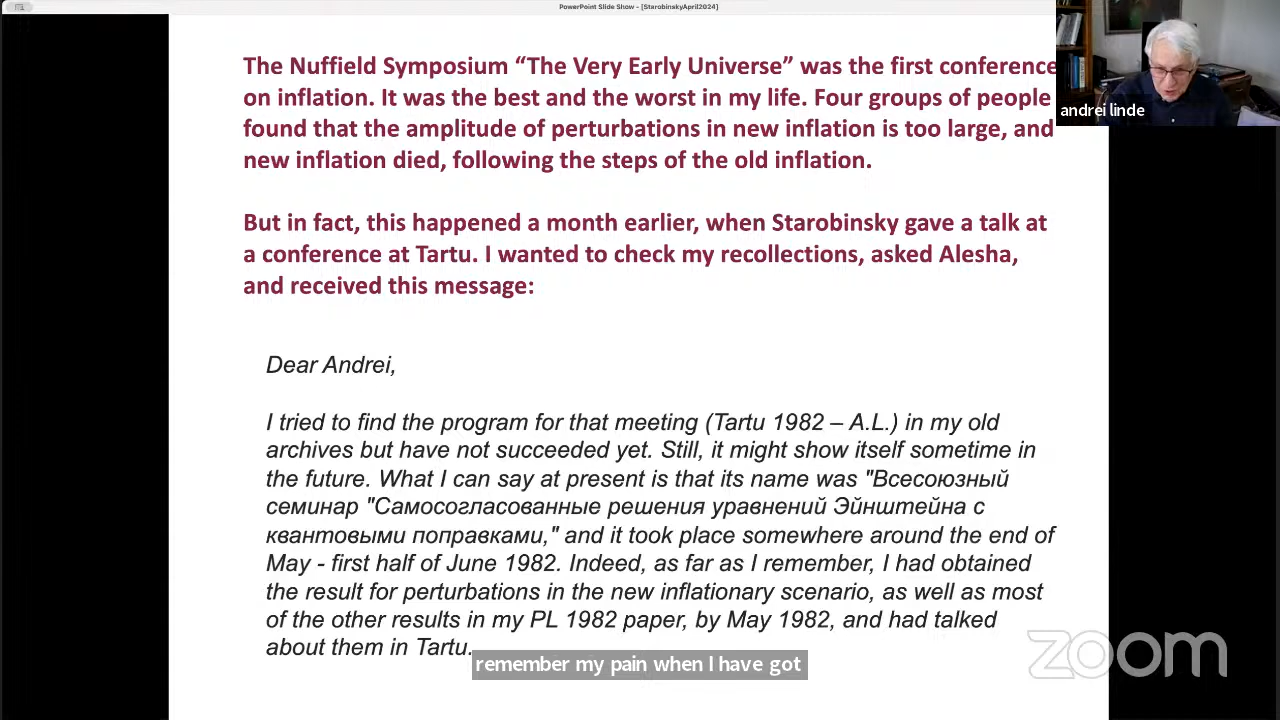 PowerPoint Slide Show - [StarobinskyApril2024]
The Nuffield Symposium “The Very Early Universe” was the first conference
on inflation. It was the best and the worst in my life. Four groups of people
found that the amplitude of perturbations in new inflation is too large, and
new inflation died, following the steps of the old inflation.
andrei linde
But in fact, this happened a month earlier, when Starobinsky gave a talk at
a conference at Tartu. I wanted to check my recollections, asked Alesha,
and received this message:
Dear Andrei,
I tried to find the program for that meeting (Tartu 1982 – A.L.) in my old
archives but have not succeeded yet. Still, it might show itself sometime in
the future. What I can say at present is that its name was "Всесоюзный
семинар "Самосогласованные решения уравнений Эйнштейна с
квантовыми поправками," and it took place somewhere around the end of
May - first half of June 1982. Indeed, as far as I remember, I had obtained
the result for perturbations in the new inflationary scenario, as well as most
of the other results in my PL 1982 paper, by May 1982, and had talked
about them in Tartu.
remember my pain when I have got
zoom